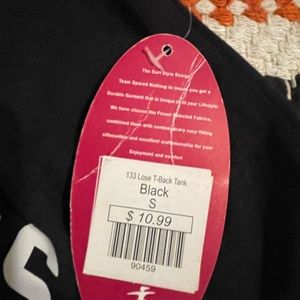 The Surt Style Design
Team Spared Nothing to insure you get a
Durable Garment that is Unique to to your Lifestyle
We have chosen the Finest Selected Fabrics,
combined them with contemporary easy fitting
silhouettes and excellent craftsmanship for your
Enjoyment and comfort
133 Lose T-Back Tank
Black
S
$ 10.99
90459
S